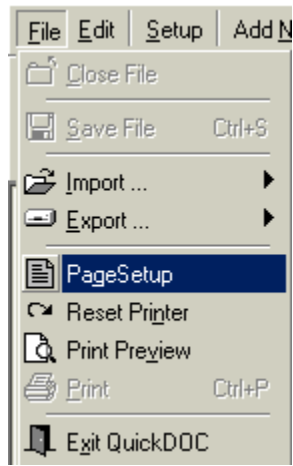 File Edit Setup Add N
Close File
Save File Ctrl+S
Import ...
Export ...
PageSetup
Reset Printer
Print Preview
Print Ctrl+P
Exit QuickDOC